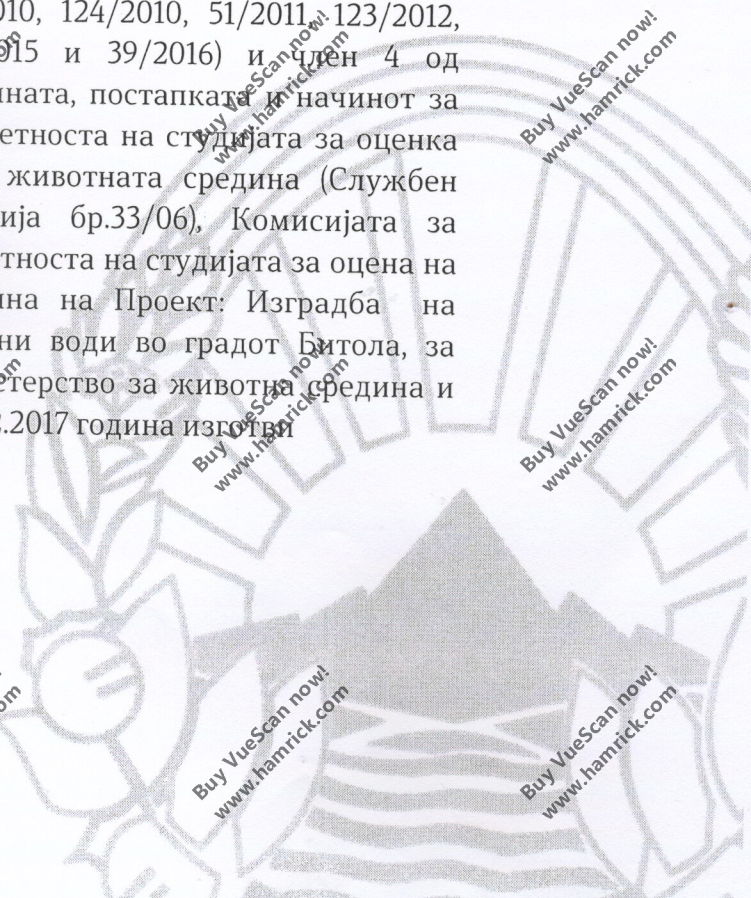 010, 124/2010, 51/2011, 123/2012,
015 и 39/2016) и член 4 од
ината, постапката и начинот за
етноста на студијата за оценка
животната средина (Службен
ија бр.33/06), Комисијата за
тноста на студијата за оцена на
ина на Проект: Изградба на
ни води во градот Битола, за
етерство за животна средина и
2.2017 година изготви
Buy VueScan now!
www.hamrick.com
Buy VueScan now!
www.hamrick.com
Buy VueScan now!
www.hamrick.com
Buy VueScan now!
www.hamrick.com
Buy VueScan now!
www.hamrick.com
Buy VueScan now!
www.hamrick.com